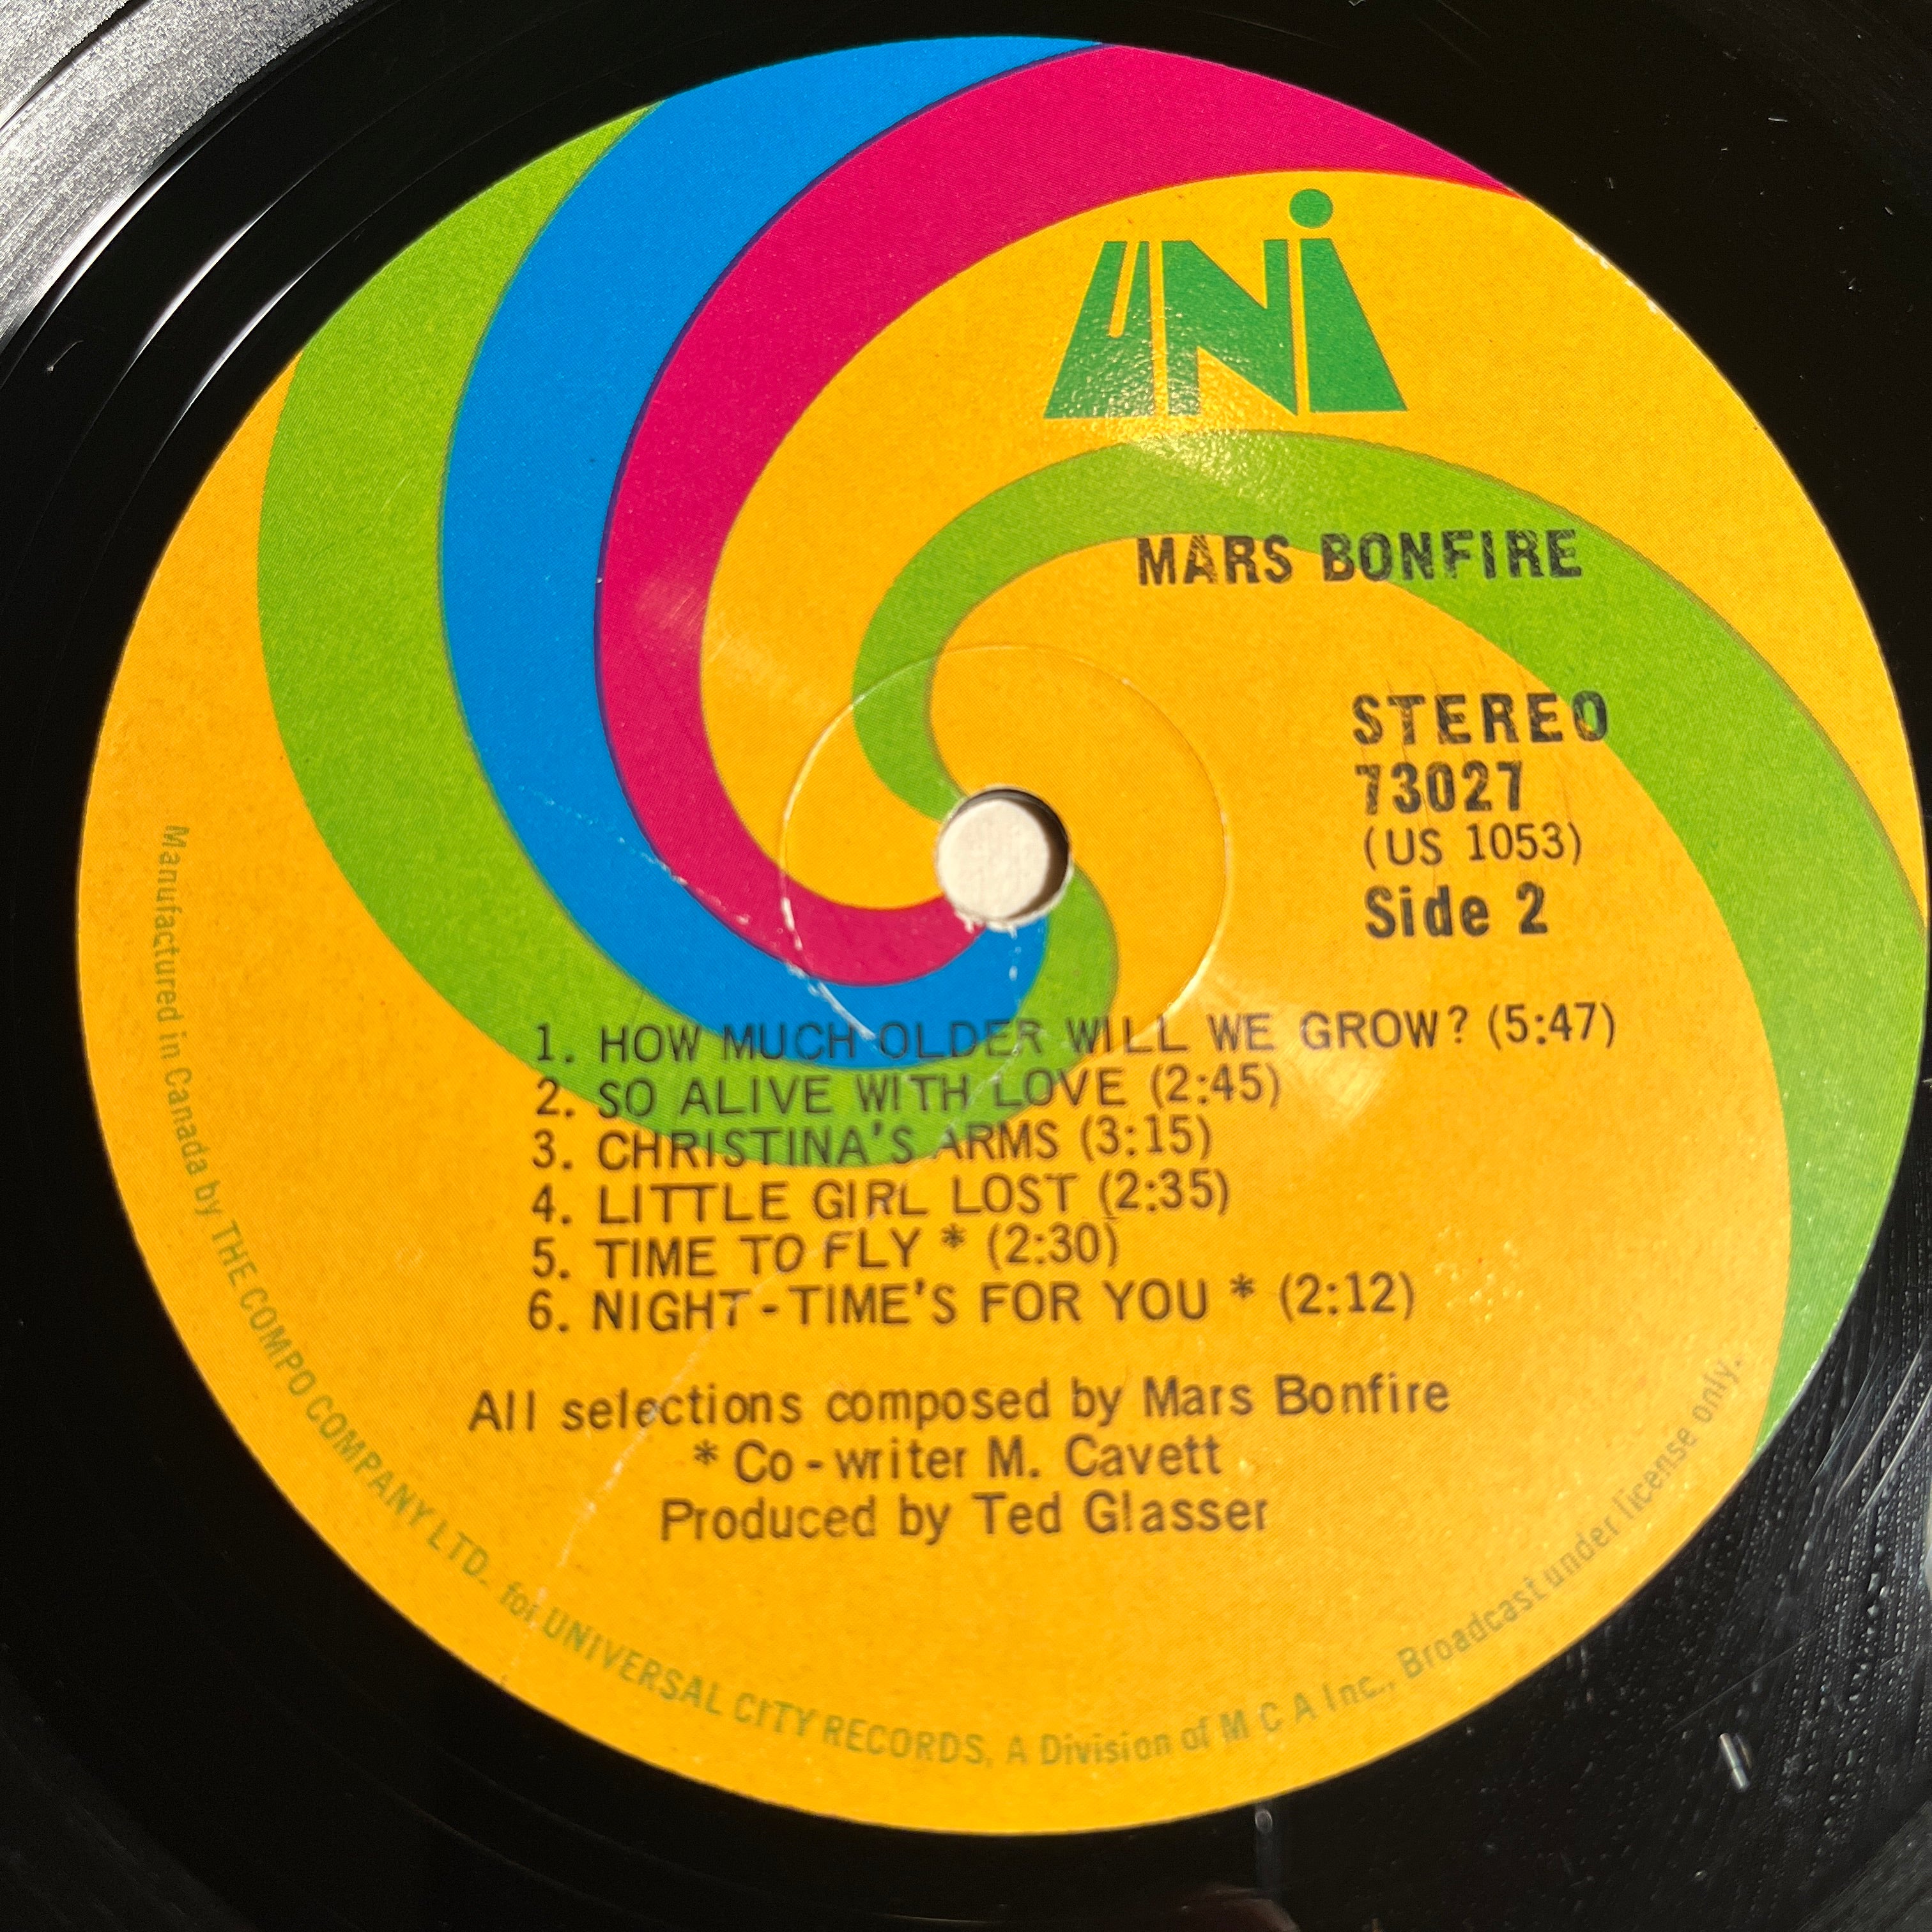 UNI
MARS BONFIRE
STEREO
73027
(US 1053)
Side 2
1. HOW MUCH OLDER WILL WE GROW? (5:47)
2. SO ALIVE WITH LOVE (2:45)
3. CHRISTINA'S ARMS (3:15)
4. LITTLE GIRL LOST (2:35)
5. TIME TO FLY * (2:30)
6. NIGHT-TIME'S FOR YOU * (2:12)
All selections composed by Mars Bonfire
* Co-writer M. Cavett
Produced by Ted Glasser
Manufactured in Canada by THE COMPO COMPANY LTD. for UNIVERSAL CITY RECORDS, A Division of M C A Inc., Broadcast under license only.